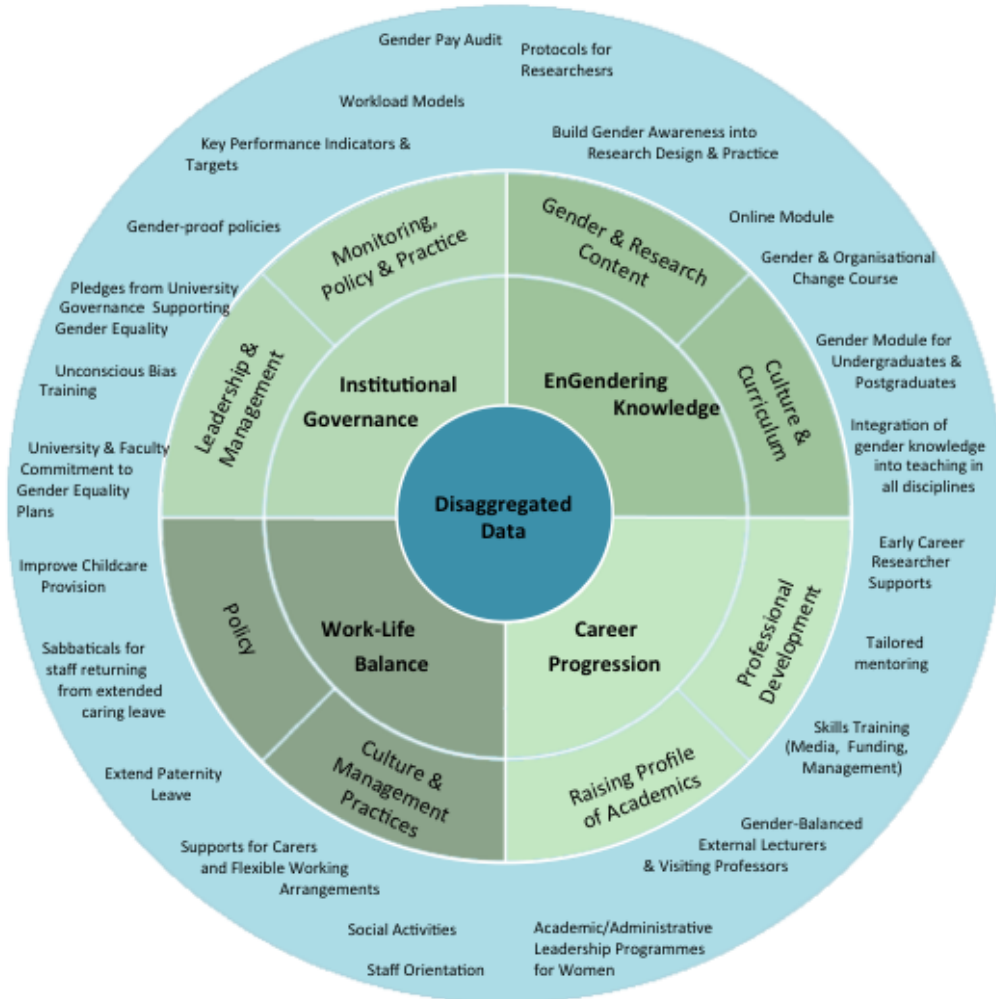 Gender Pay Audit
Protocols for
Researchesrs
Workload Models
Build Gender Awareness into
Research Design & Practice
Key Performance Indicators &
Targets
Online Module
Gender-proof policies
Gender & Organisational
Change Course
Pledges from University
Governance Supporting
Gender Equality
Gender Module for
Undergraduates &
Postgraduates
Unconscious Bias
Training
Integration of
gender knowledge
into teaching in
all disciplines
University & Faculty
Commitment to
Gender Equality
Plans
Early Career
Researcher
Supports
Improve Childcare
Provision
Tailored
mentoring
Sabbaticals for
staff returning
from extended
caring leave
Skills Training
(Media, Funding,
Management)
Extend Paternity
Leave
Gender-Balanced
External Lecturers
& Visiting Professors
Supports for Carers
and Flexible Working
Arrangements
Social Activities
Staff Orientation
Academic/Administrative
Leadership Programmes
for Women
Monitoring,
Policy & Practice
Gender & Research
Content
Leadership &
Management
Culture &
Curriculum
Policy
Professional
Development
Culture &
Management
Practices
Raising Profile
of Academics
Institutional
Governance
EnGendering
Knowledge
Work-Life
Balance
Career
Progression
Disaggregated
Data